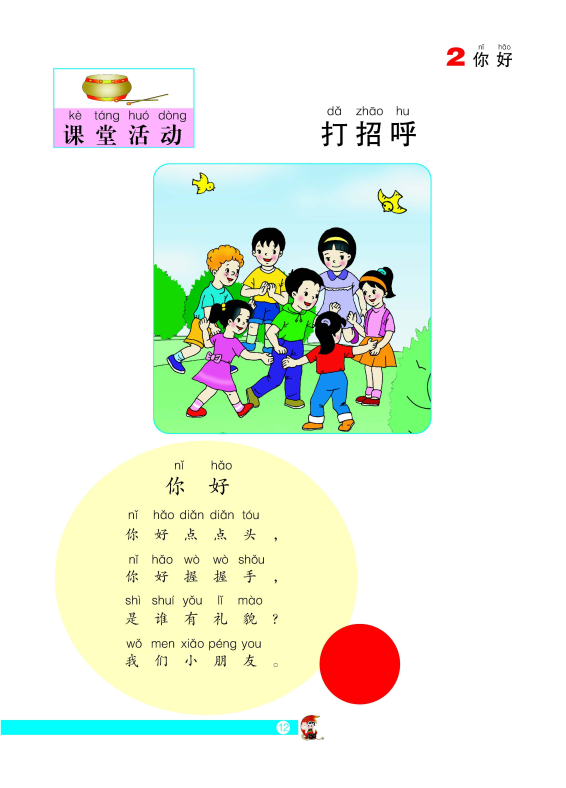 nǐ hǎo
2 你好
kè táng huó dòng
课堂活动
dǎ zhāo hu
打招呼
nǐ hǎo
你好
nǐ hǎo diǎn diǎn tóu
你好点点头，
nǐ hǎo wò wò shǒu
你好握握手，
shì shuí yǒu lǐ mào
是谁有礼貌？
wǒ men xiǎo péng you
我们小朋友。
12